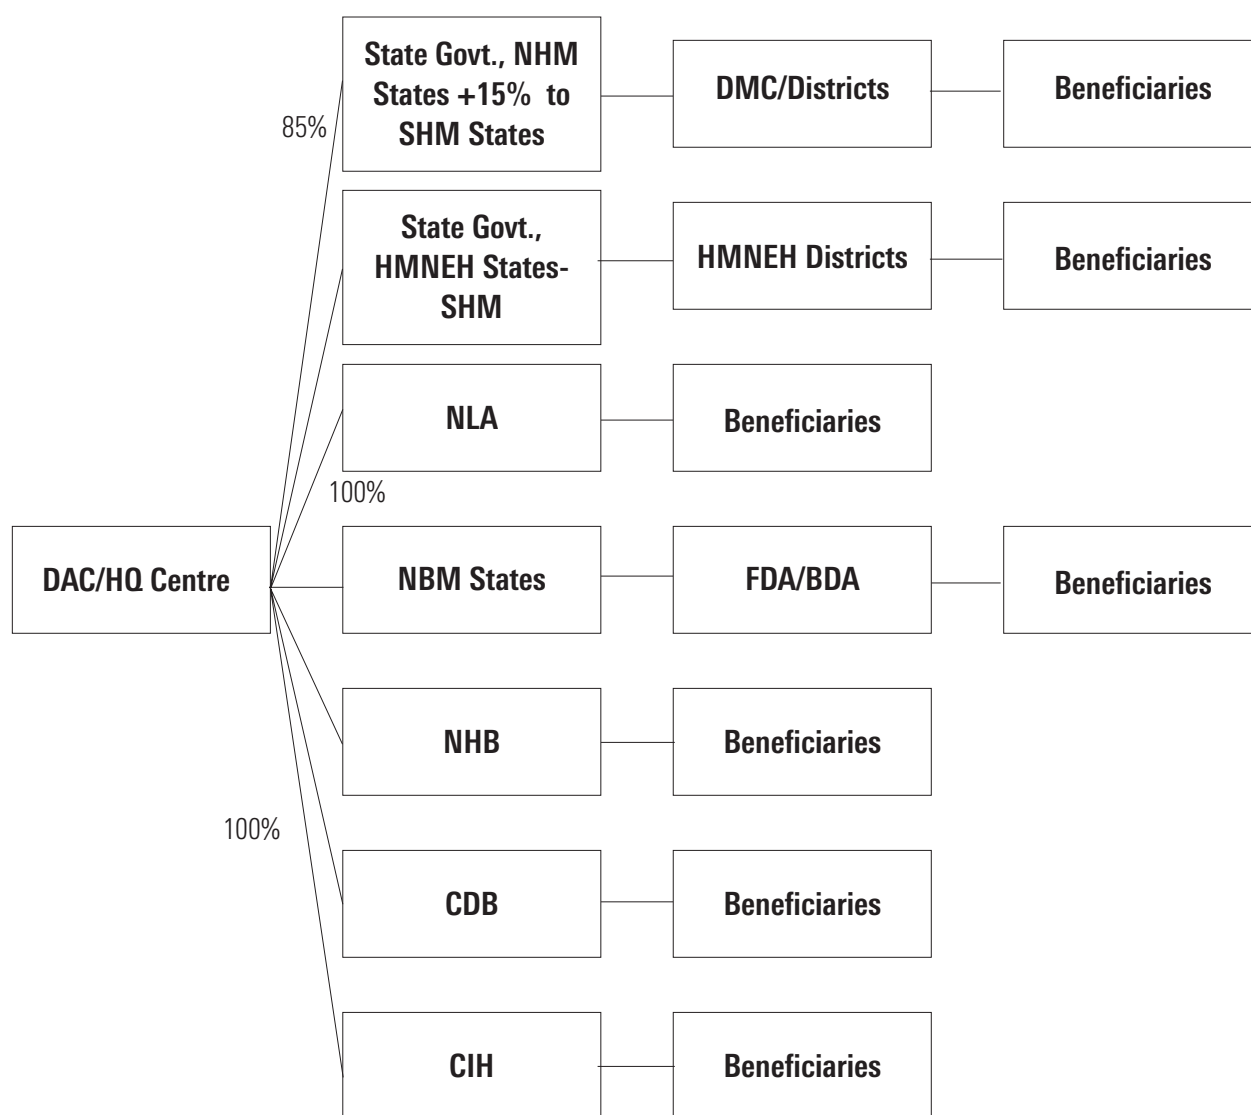 State Govt., NHM
States +15% to
SHM States
DMC/Districts
Beneficiaries
85%
State Govt.,
HMNEH States-
SHM
HMNEH Districts
Beneficiaries
NLA
Beneficiaries
100%
DAC/HQ Centre
NBM States
FDA/BDA
Beneficiaries
NHB
Beneficiaries
100%
CDB
Beneficiaries
CIH
Beneficiaries